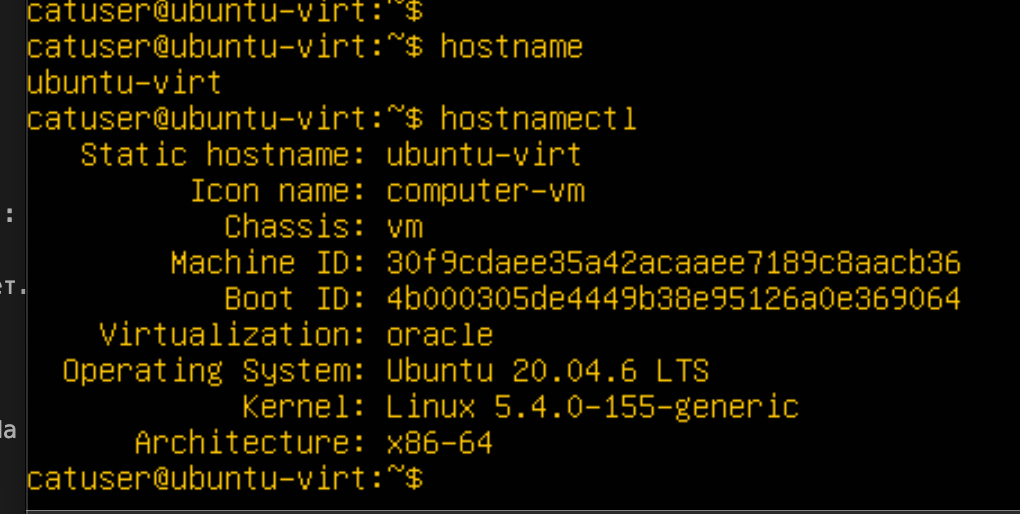 catuser@ubuntu-virt:~$
catuser@ubuntu-virt:~$ hostname
ubuntu-virt
catuser@ubuntu-virt:~$ hostnamectl
Static hostname: ubuntu-virt
Icon name: computer-vm
Chassis: vm
Machine ID: 30f9cdaee35a42acaaee7189c8aacb36
Boot ID: 4b000305de4449b38e95126a0e369064
Virtualization: oracle
Operating System: Ubuntu 20.04.6 LTS
Kernel: Linux 5.4.0-155-generic
Architecture: x86-64
catuser@ubuntu-virt:~$